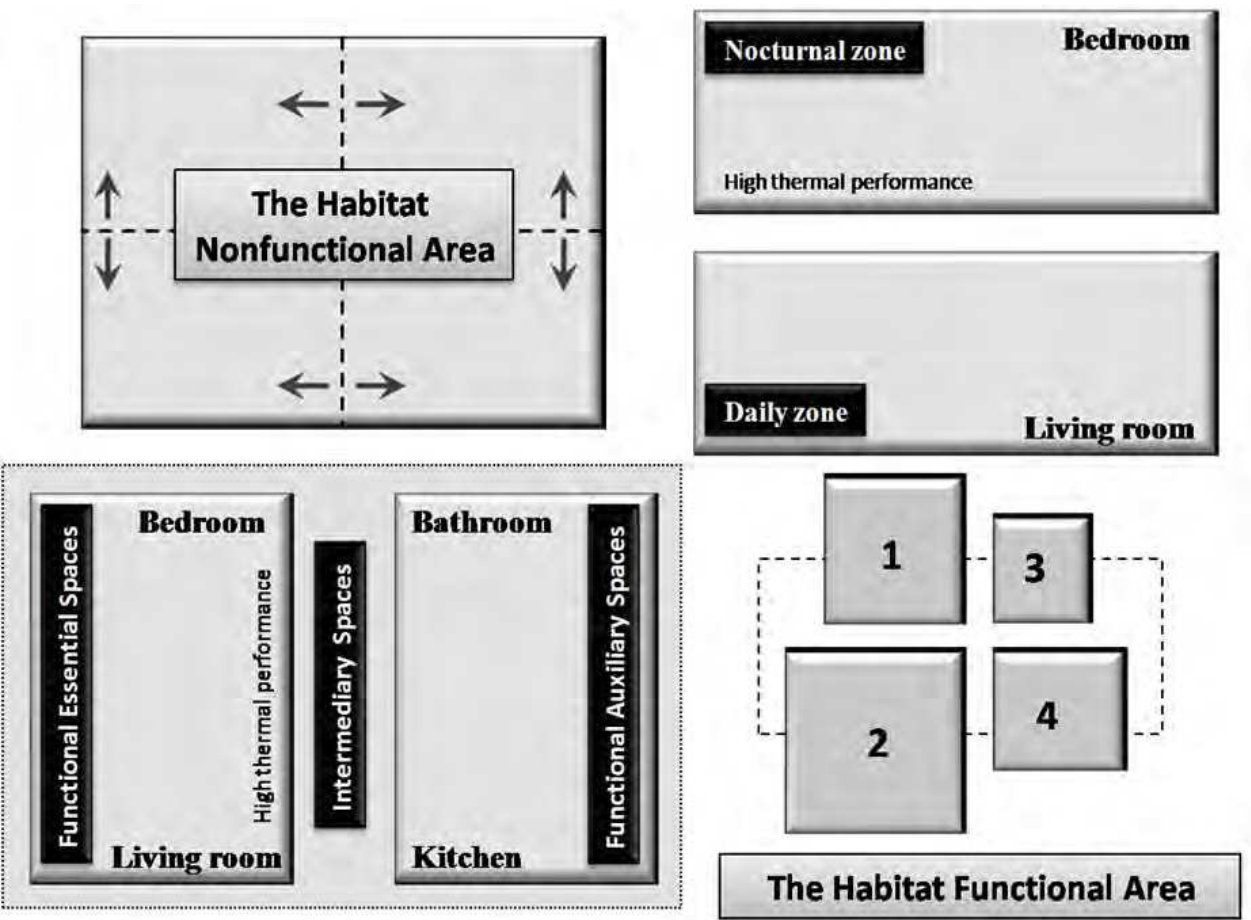 The Habitat
Nonfunctional Area
Nocturnal zone
Bedroom
High thermal performance
Daily zone
Living room
Functional Essential Spaces
Bedroom
High thermal performance
Living room
Intermediary Spaces
Bathroom
Kitchen
Functional Auxiliary Spaces
1
3
2
4
The Habitat Functional Area